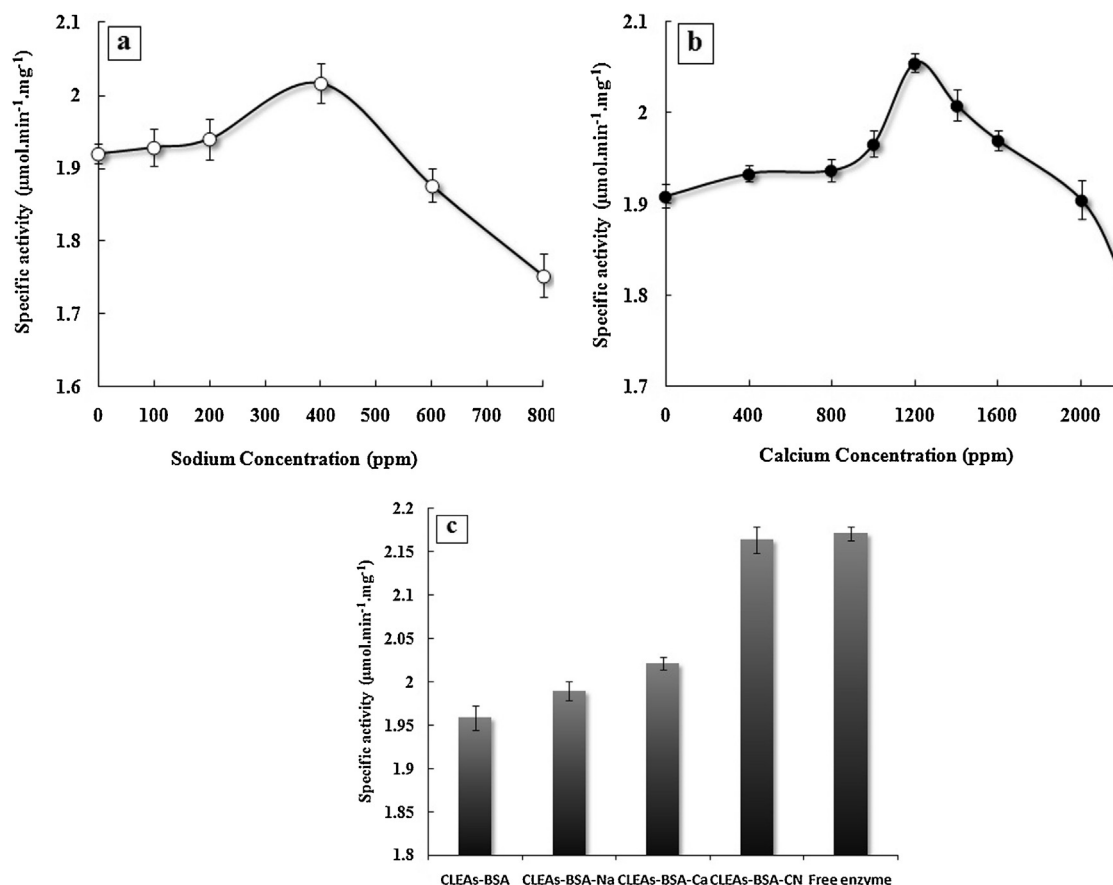 a
2.1
2
1.9
1.8
1.7
1.6
Specific activity (µmol.min⁻¹.mg⁻¹)
0 100 200 300 400 500 600 700 800
Sodium Concentration (ppm)
b
2.1
2
1.9
1.8
1.7
Specific activity (µmol.min⁻¹.mg⁻¹)
0 400 800 1200 1600 2000
Calcium Concentration (ppm)
c
2.2
2.15
2.1
2.05
2
1.95
1.9
1.85
1.8
Specific activity (µmol.min⁻¹.mg⁻¹)
CLEAs-BSA CLEAs-BSA-Na CLEAs-BSA-Ca CLEAs-BSA-CN Free enzyme